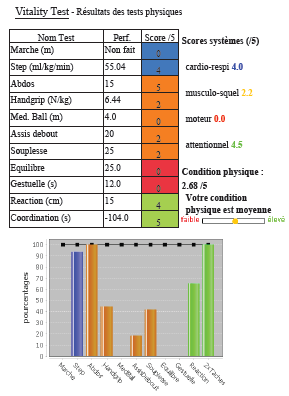 Vitality Test - Résultats des tests physiques
Nom Test Perf. Score /5
Marche (m) Non fait 0
Step (ml/kg/min) 55.04 4
Abdos 15 5
Handgrip (N/kg) 6.44 2
Med. Ball (m) 4.0 0
Assis debout 20 2
Souplesse 25 2
Equilibre 25.0 0
Gestuelle (s) 12.0 0
Reaction (cm) 15 4
Coordination (s) -104.0 5
Scores systèmes (/5)
cardio-respi 4.0
musculo-squel 2.2
moteur 0.0
attentionnel 4.5
Condition physique :
2.68 /5
Votre condition
physique est moyenne
faible élevé
pourcentages
100
90
80
70
60
50
40
30
20
10
0
Marche
Step
Abdos
Handgrip
MedBall
AssisDebout
Souplesse
Equilibre
Gestuelle
Reaction
2xTaches